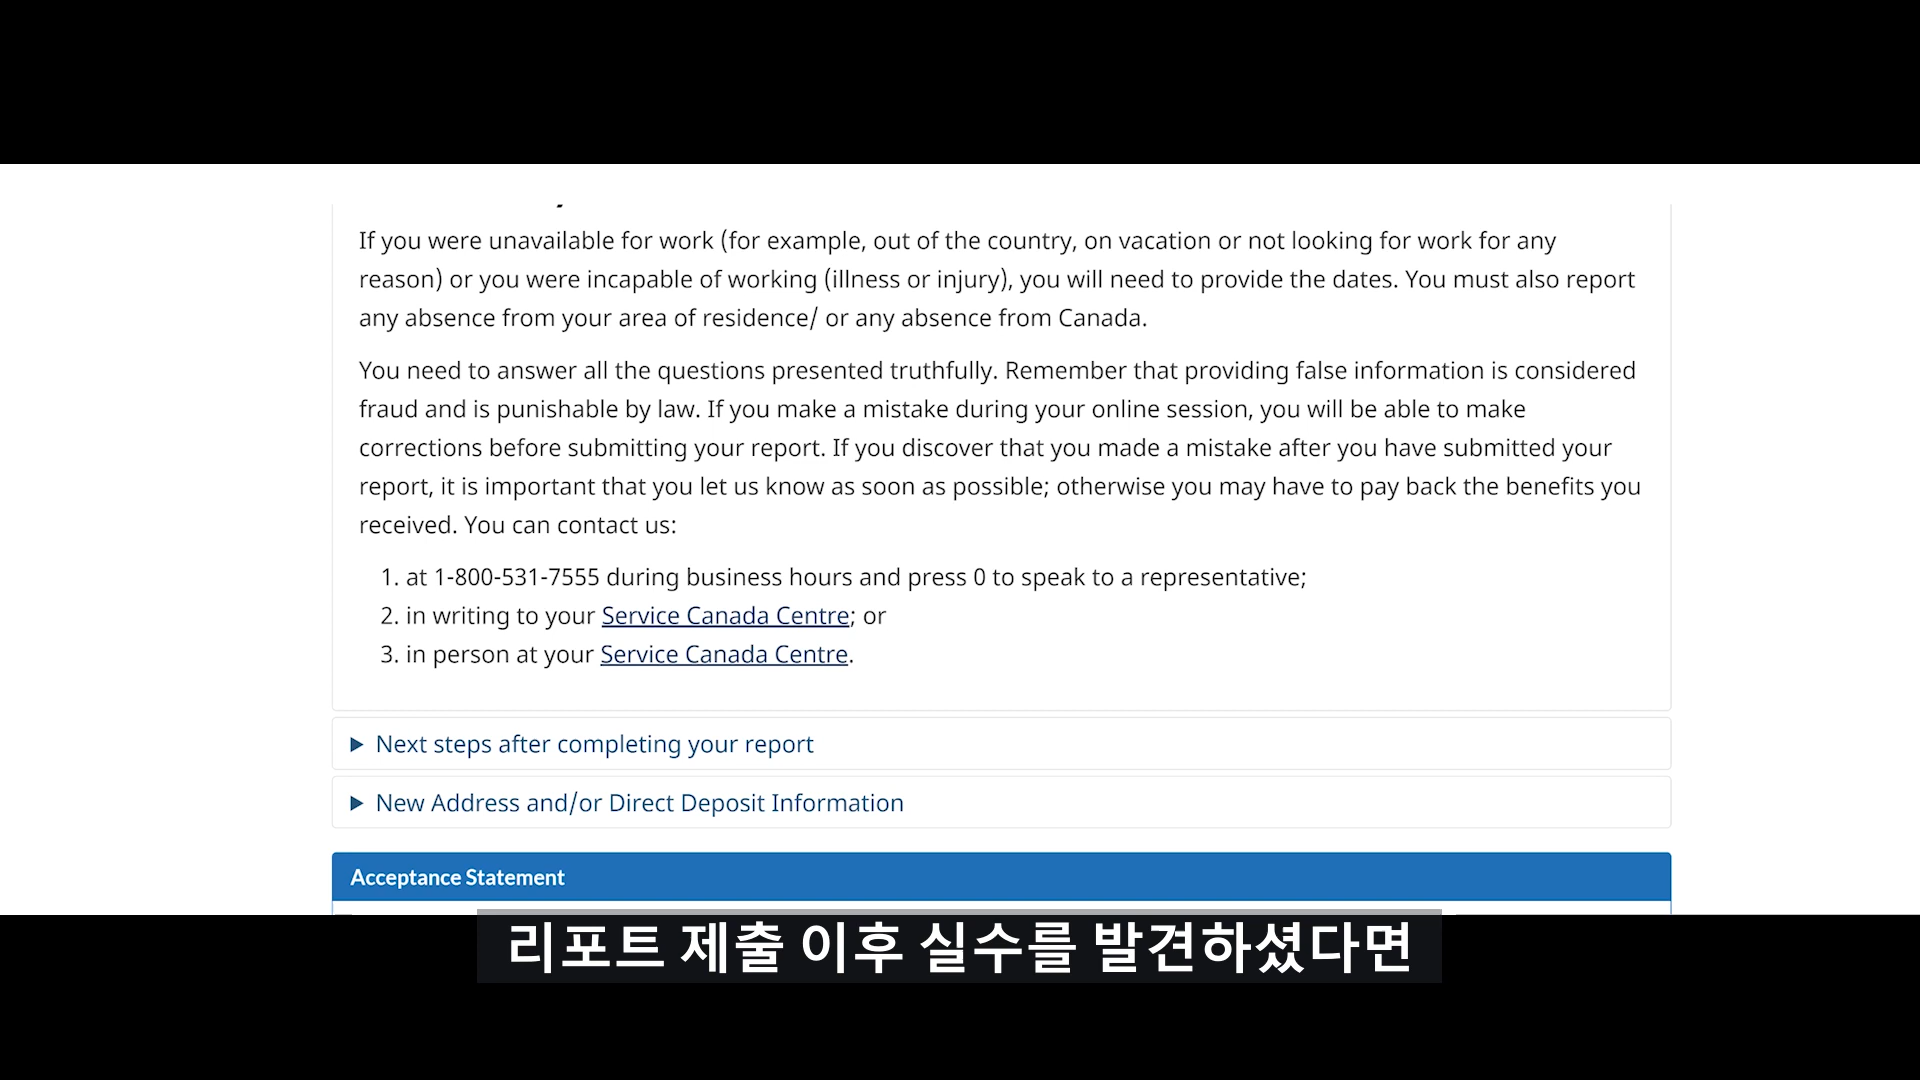 If you were unavailable for work (for example, out of the country, on vacation or not looking for work for any
reason) or you were incapable of working (illness or injury), you will need to provide the dates. You must also report
any absence from your area of residence/ or any absence from Canada.
You need to answer all the questions presented truthfully. Remember that providing false information is considered
fraud and is punishable by law. If you make a mistake during your online session, you will be able to make
corrections before submitting your report. If you discover that you made a mistake after you have submitted your
report, it is important that you let us know as soon as possible; otherwise you may have to pay back the benefits you
received. You can contact us:
1. at 1-800-531-7555 during business hours and press 0 to speak to a representative;
2. in writing to your Service Canada Centre; or
3. in person at your Service Canada Centre.
Next steps after completing your report
New Address and/or Direct Deposit Information
Acceptance Statement
리포트 제출 이후 실수를 발견하셨다면